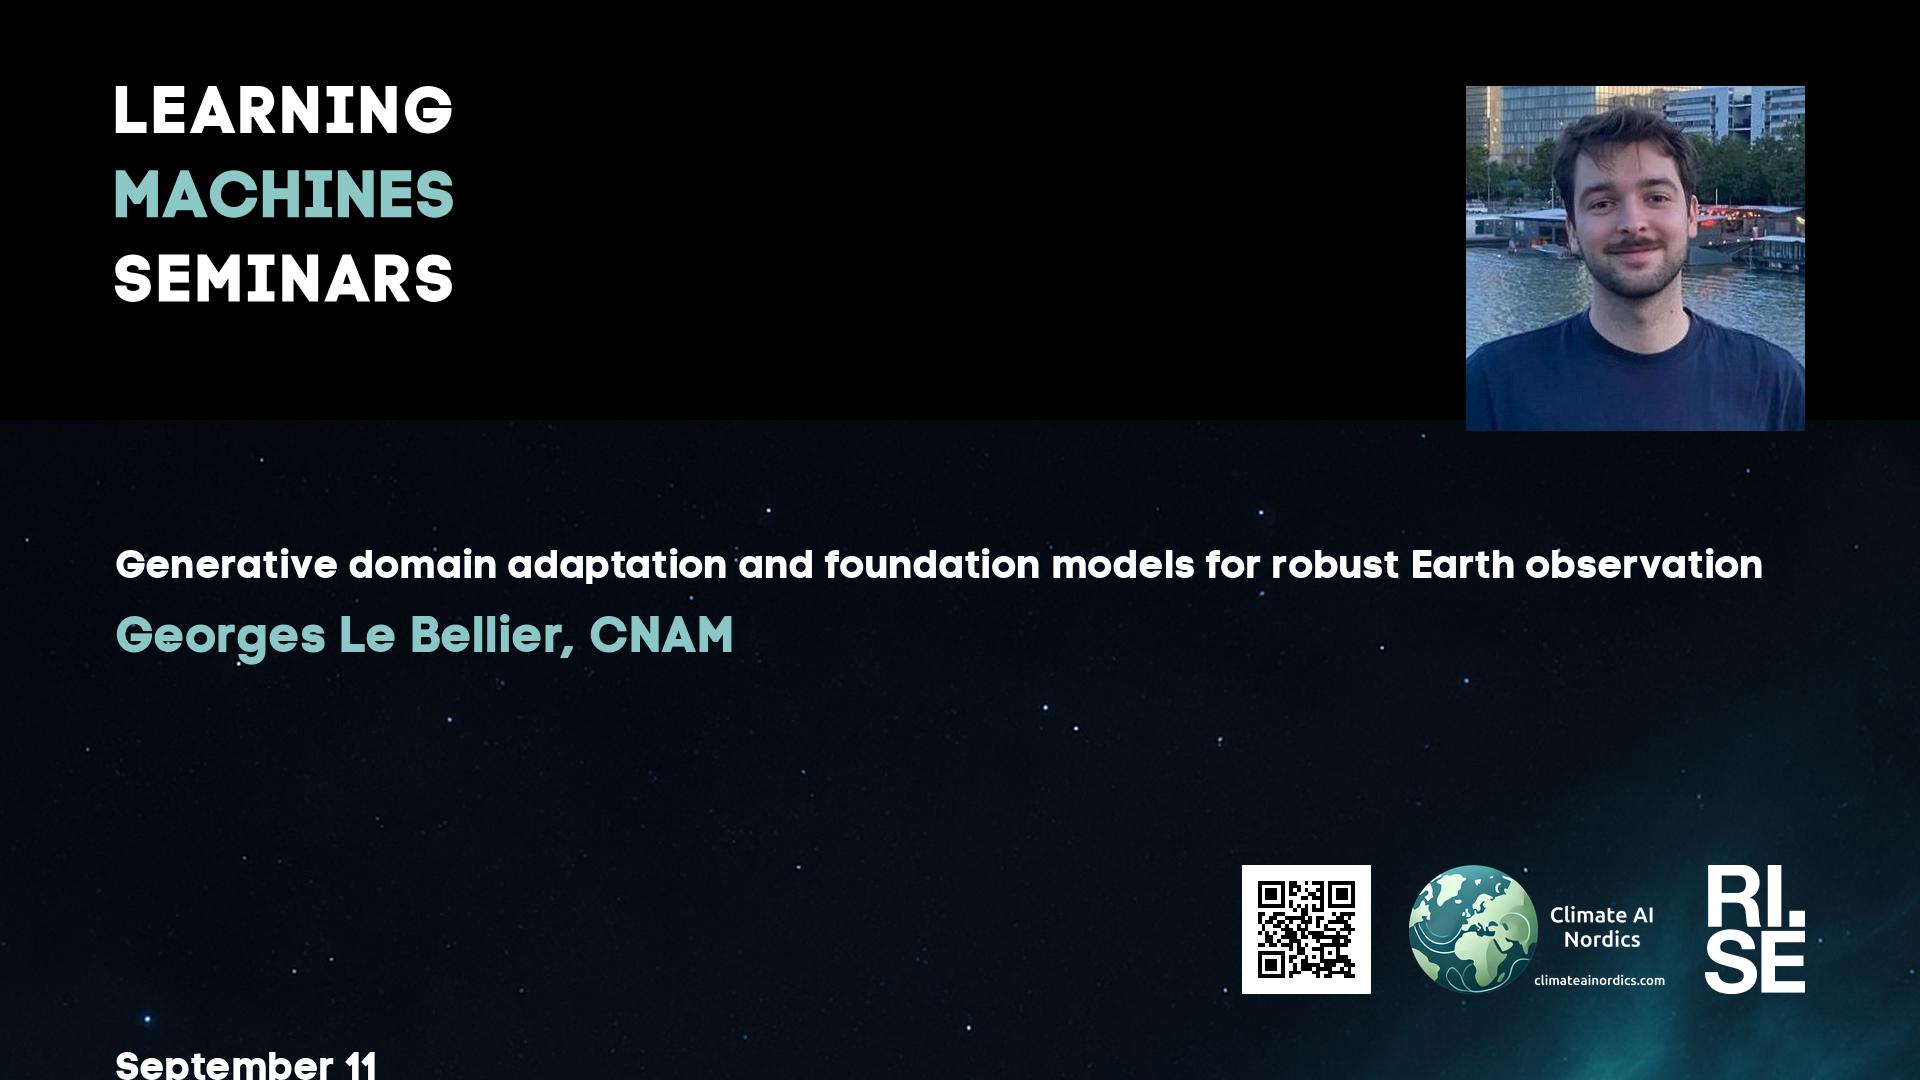 LEARNING
MACHINES
SEMINARS
Generative domain adaptation and foundation models for robust Earth observation
Georges Le Bellier, CNAM
Climate AI
Nordics
climateainordics.com
RI.
SE
September 11